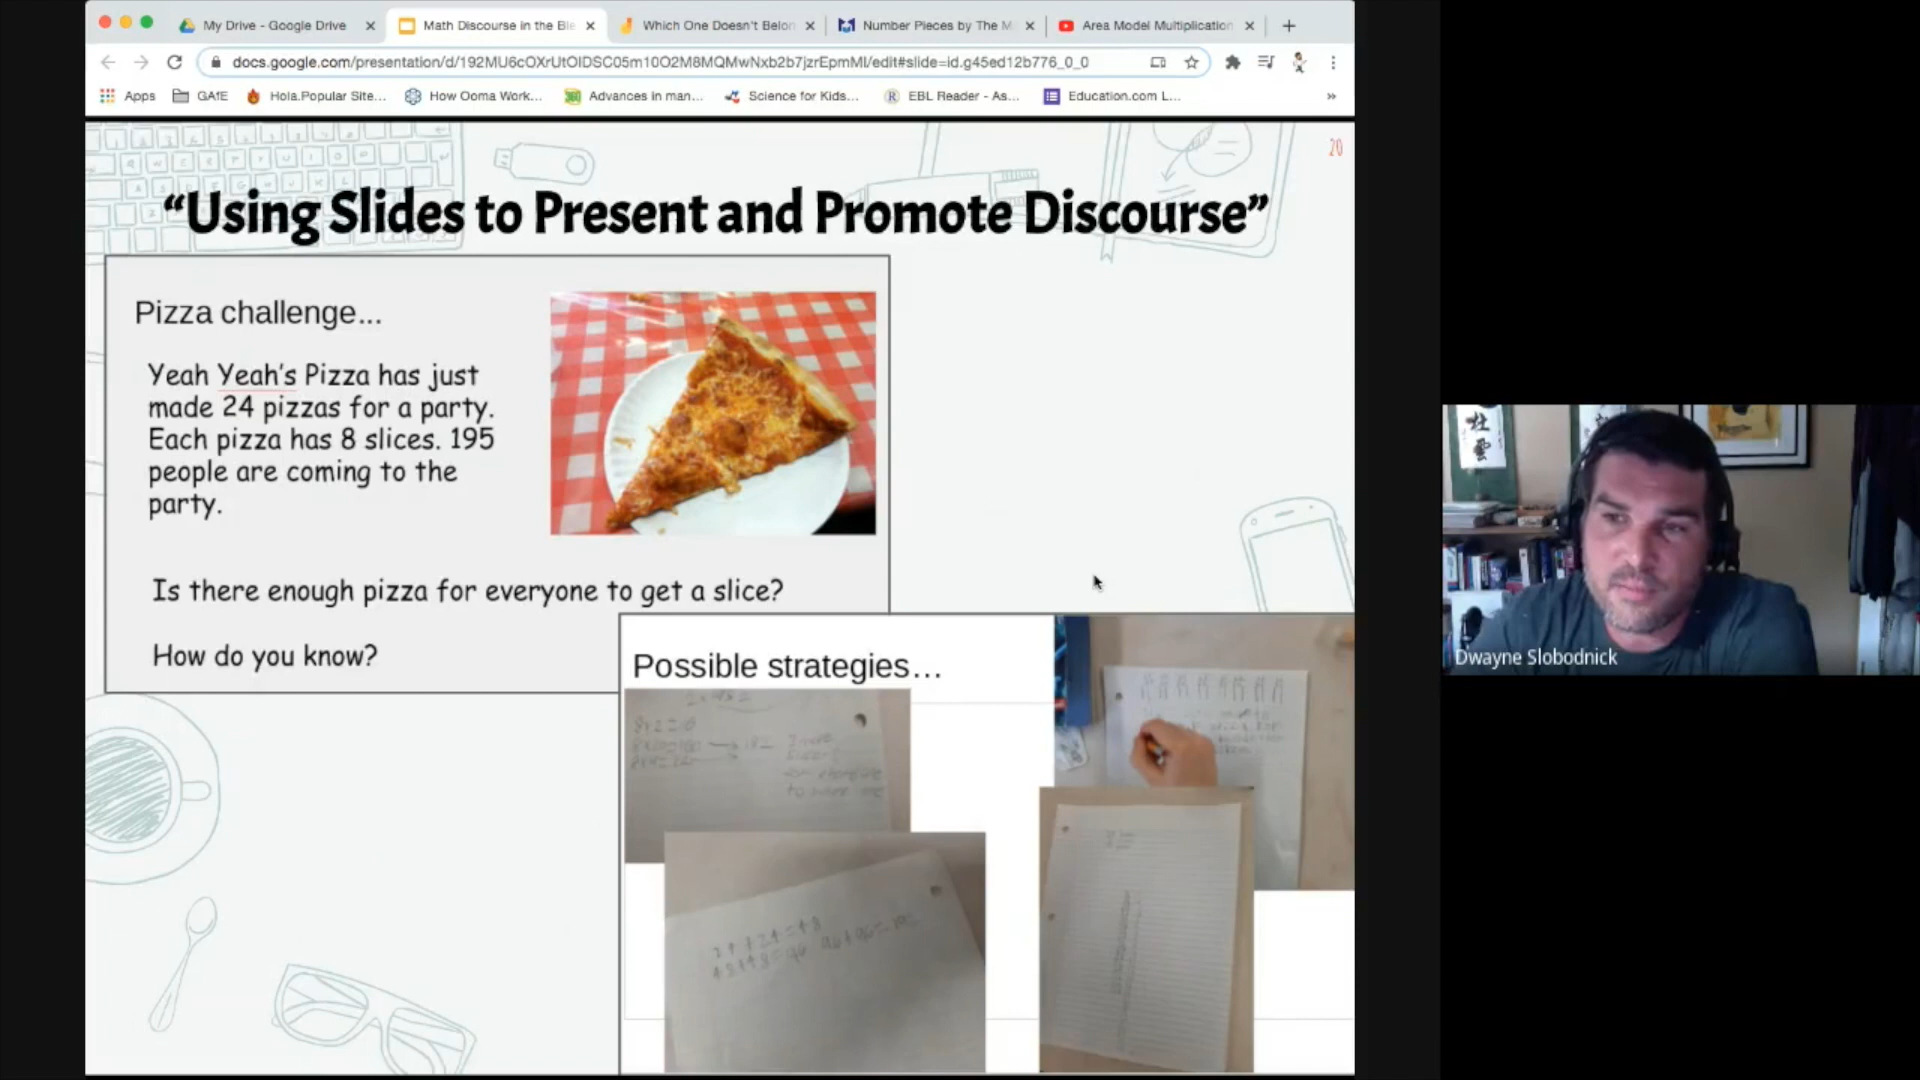 My Drive - Google Drive
Math Discourse in the Ble
Which One Doesn't Belon
Number Pieces by The M
Area Model Multiplication
docs.google.com/presentation/d/192MU6cOXrUtOIDSC05m10O2M8MQMwNxb2b7jzrEpmMI/edit#slide=id.g45ed12b776_0_0
Apps
GAfE
Hola.Popular Site...
How Ooma Work...
Advances in man...
Science for Kids...
EBL Reader - As...
Education.com L...
»
20
“Using Slides to Present and Promote Discourse”
Pizza challenge...
Yeah Yeah's Pizza has just
made 24 pizzas for a party.
Each pizza has 8 slices. 195
people are coming to the
party.
Is there enough pizza for everyone to get a slice?
How do you know?
Possible strategies...
24+24=48
Dwayne Slobodnick